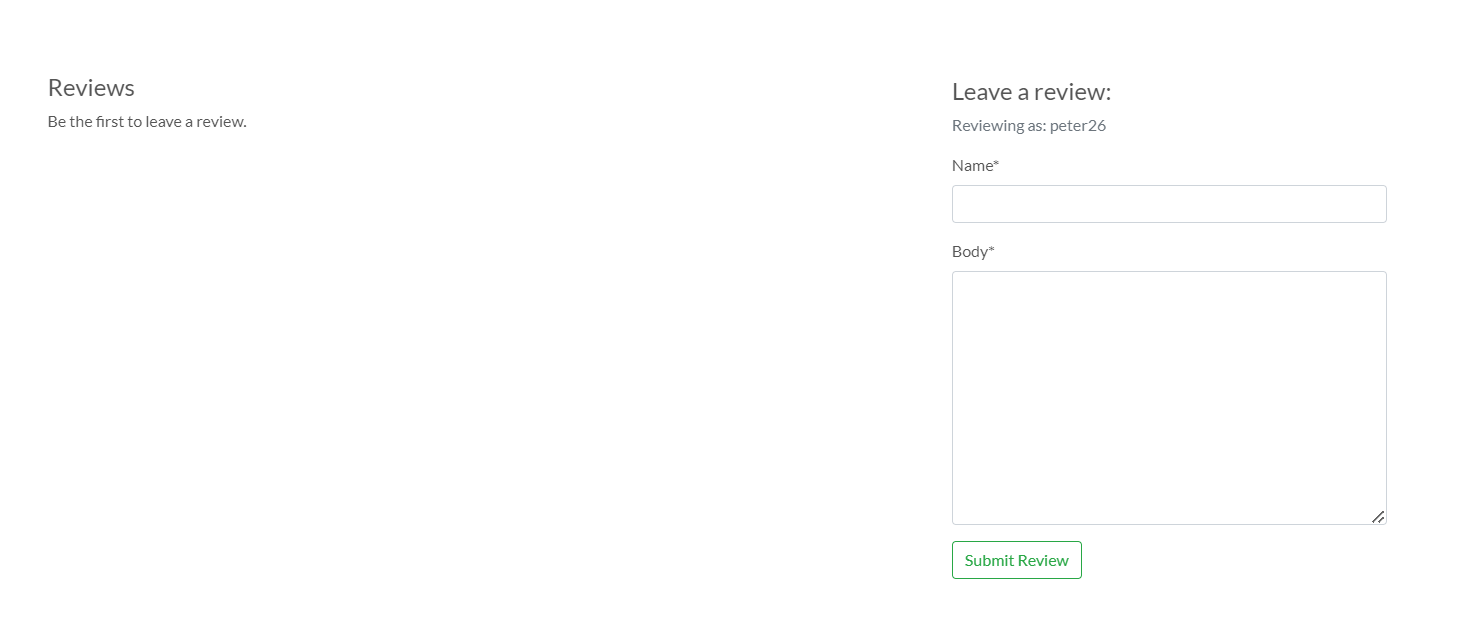 Reviews
Be the first to leave a review.
Leave a review:
Reviewing as: peter26
Name*
Body*
Submit Review